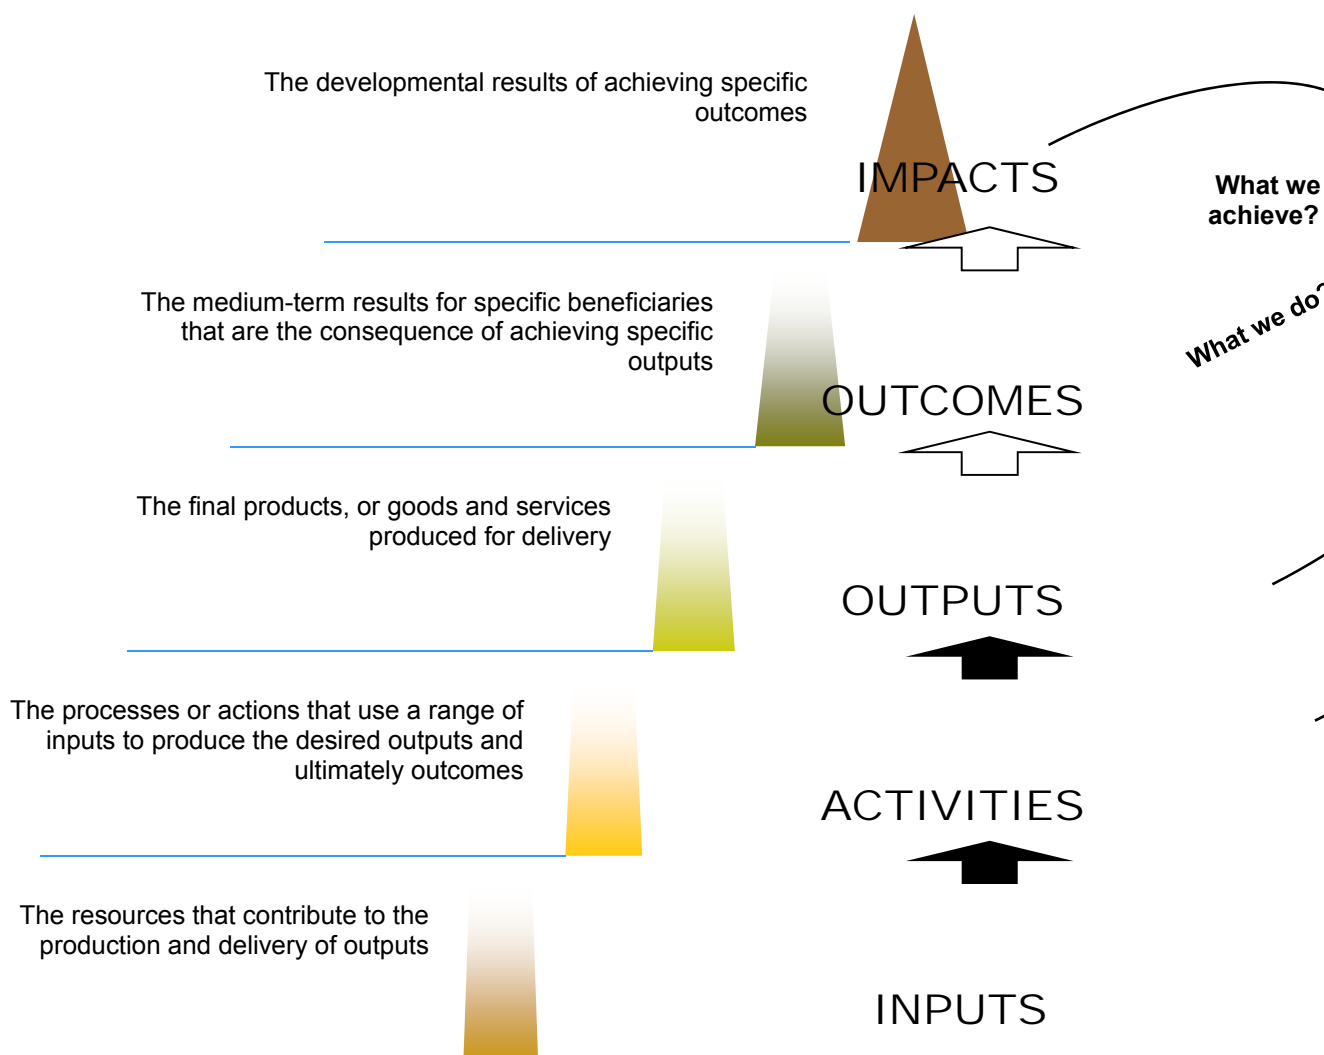 The developmental results of achieving specific
outcomes
IMPACTS
What we
achieve?
The medium-term results for specific beneficiaries
that are the consequence of achieving specific
outputs
What we do?
OUTCOMES
The final products, or goods and services
produced for delivery
OUTPUTS
The processes or actions that use a range of
inputs to produce the desired outputs and
ultimately outcomes
ACTIVITIES
The resources that contribute to the
production and delivery of outputs
INPUTS